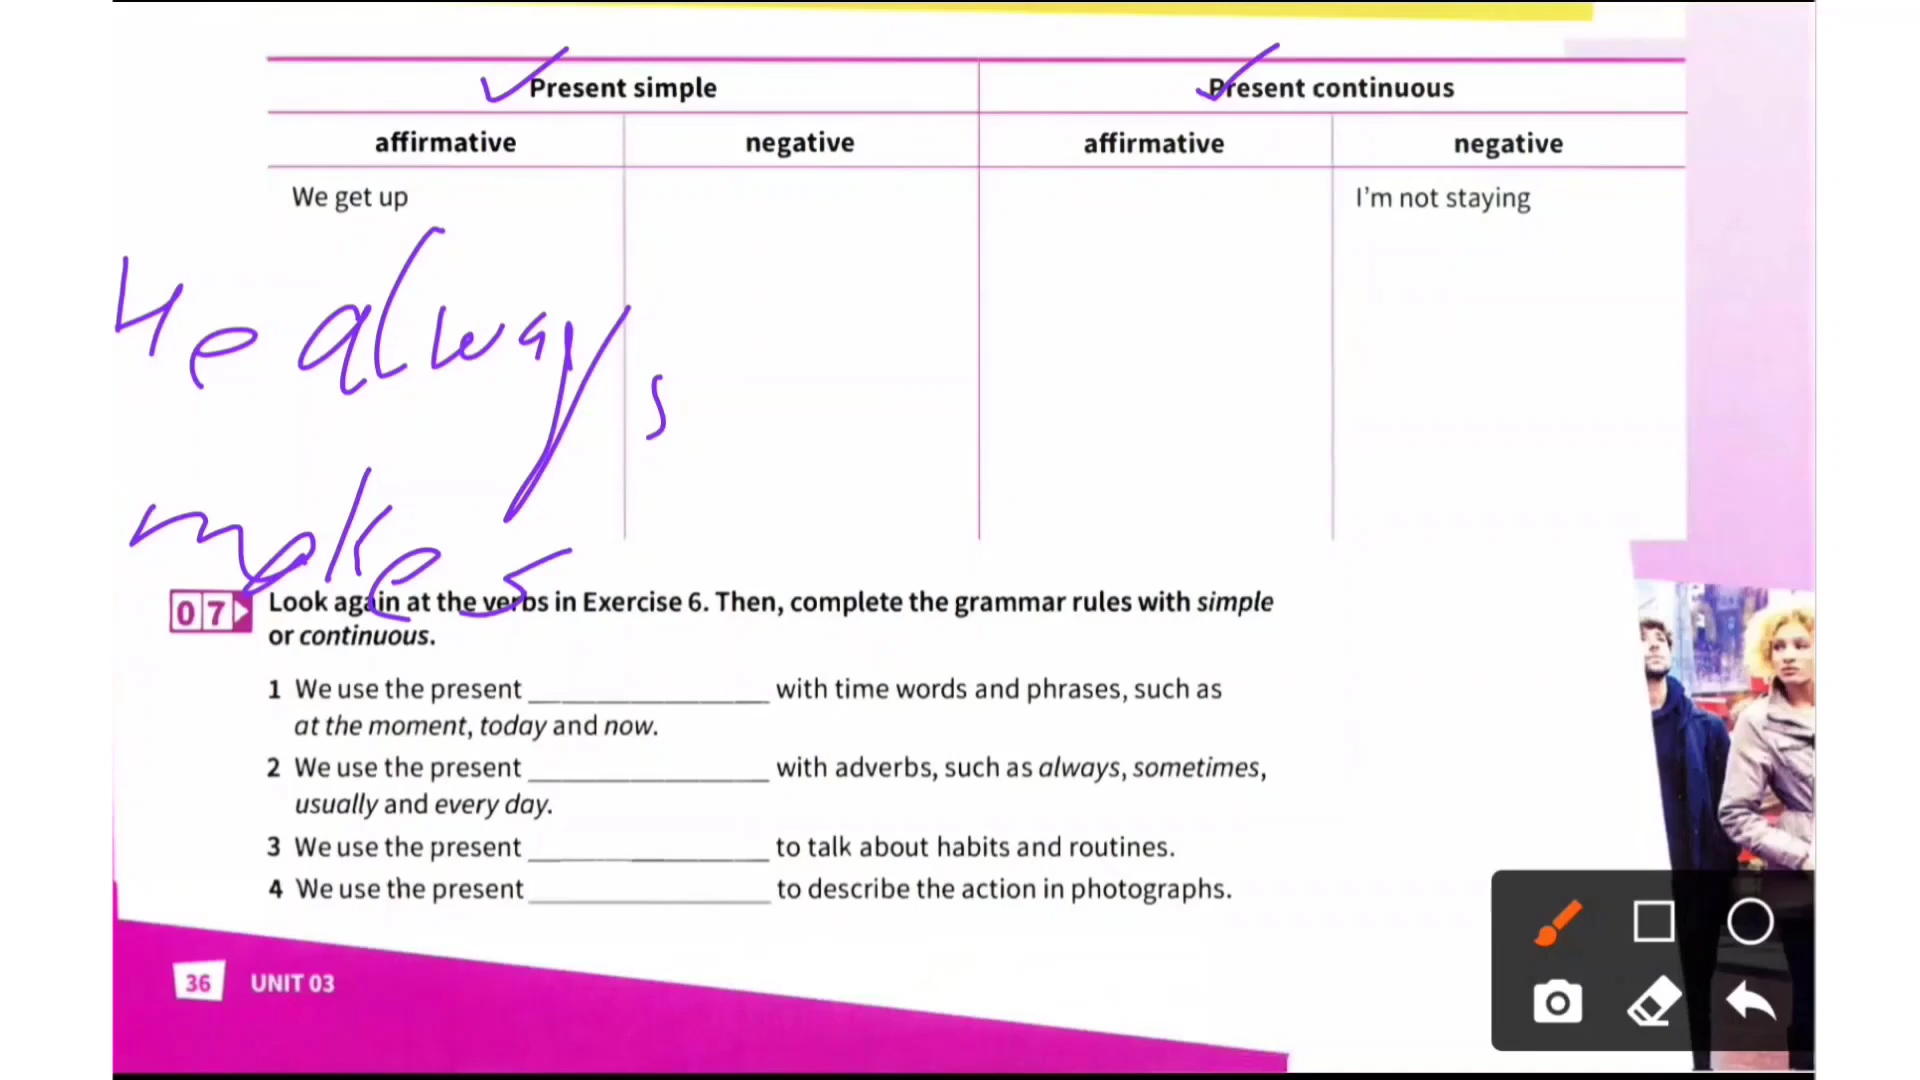 Present simple Present continuous
affirmative negative affirmative negative
We get up I'm not staying
He always
makes
07 Look again at the verbs in Exercise 6. Then, complete the grammar rules with simple
or continuous.
1 We use the present ____________ with time words and phrases, such as
at the moment, today and now.
2 We use the present ____________ with adverbs, such as always, sometimes,
usually and every day.
3 We use the present ____________ to talk about habits and routines.
4 We use the present ____________ to describe the action in photographs.
36 UNIT 03